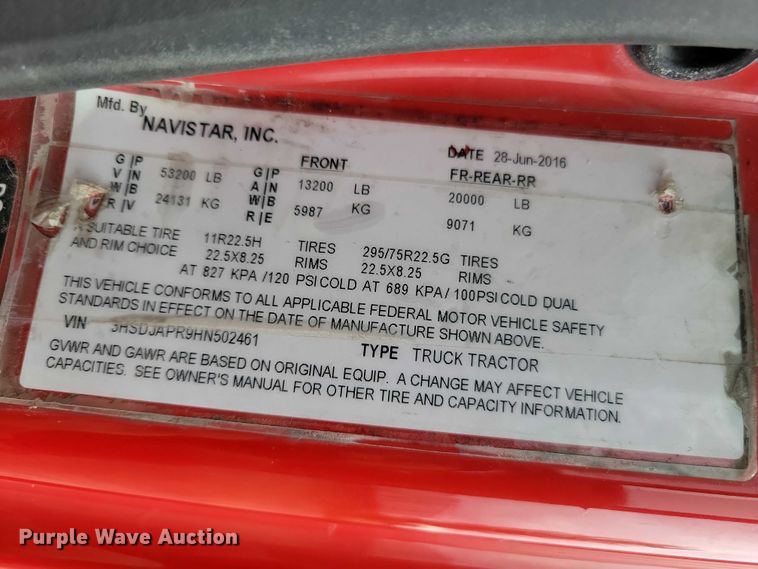 Mfd. By
NAVISTAR, INC.
DATE 28-Jun-2016
G|P FRONT FR-REAR-RR
V|N 53200 LB G|P 13200 LB 20000 LB
W|B A|N
R|V 24131 KG W|B 5987 KG 9071 KG
R|E
A SUITABLE TIRE 11R22.5H TIRES 295/75R22.5G TIRES
AND RIM CHOICE 22.5X8.25 RIMS 22.5X8.25 RIMS
AT 827 KPA /120 PSI COLD AT 689 KPA / 100PSI COLD DUAL
THIS VEHICLE CONFORMS TO ALL APPLICABLE FEDERAL MOTOR VEHICLE SAFETY
STANDARDS IN EFFECT ON THE DATE OF MANUFACTURE SHOWN ABOVE.
VIN 3HSDJAPR9HN502461 TYPE TRUCK TRACTOR
GVWR AND GAWR ARE BASED ON ORIGINAL EQUIP. A CHANGE MAY AFFECT VEHICLE
CAPACITIES. SEE OWNER'S MANUAL FOR OTHER TIRE AND CAPACITY INFORMATION.
Purple Wave Auction